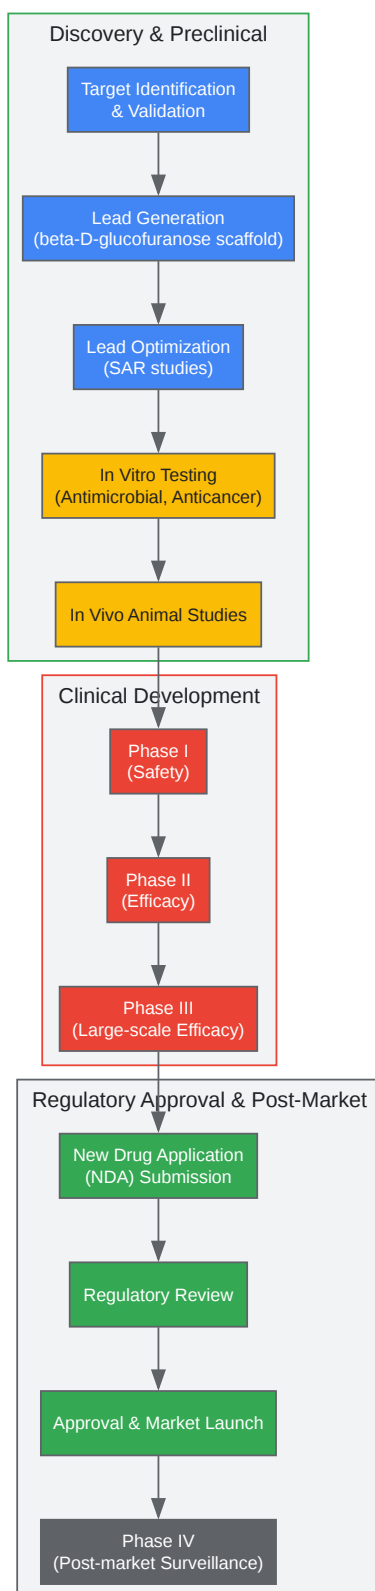 Discovery & Preclinical
Target Identification
& Validation
Lead Generation
(beta-D-glucofuranose scaffold)
Lead Optimization
(SAR studies)
In Vitro Testing
(Antimicrobial, Anticancer)
In Vivo Animal Studies
Clinical Development
Phase I
(Safety)
Phase II
(Efficacy)
Phase III
(Large-scale Efficacy)
Regulatory Approval & Post-Market
New Drug Application
(NDA) Submission
Regulatory Review
Approval & Market Launch
Phase IV
(Post-market Surveillance)